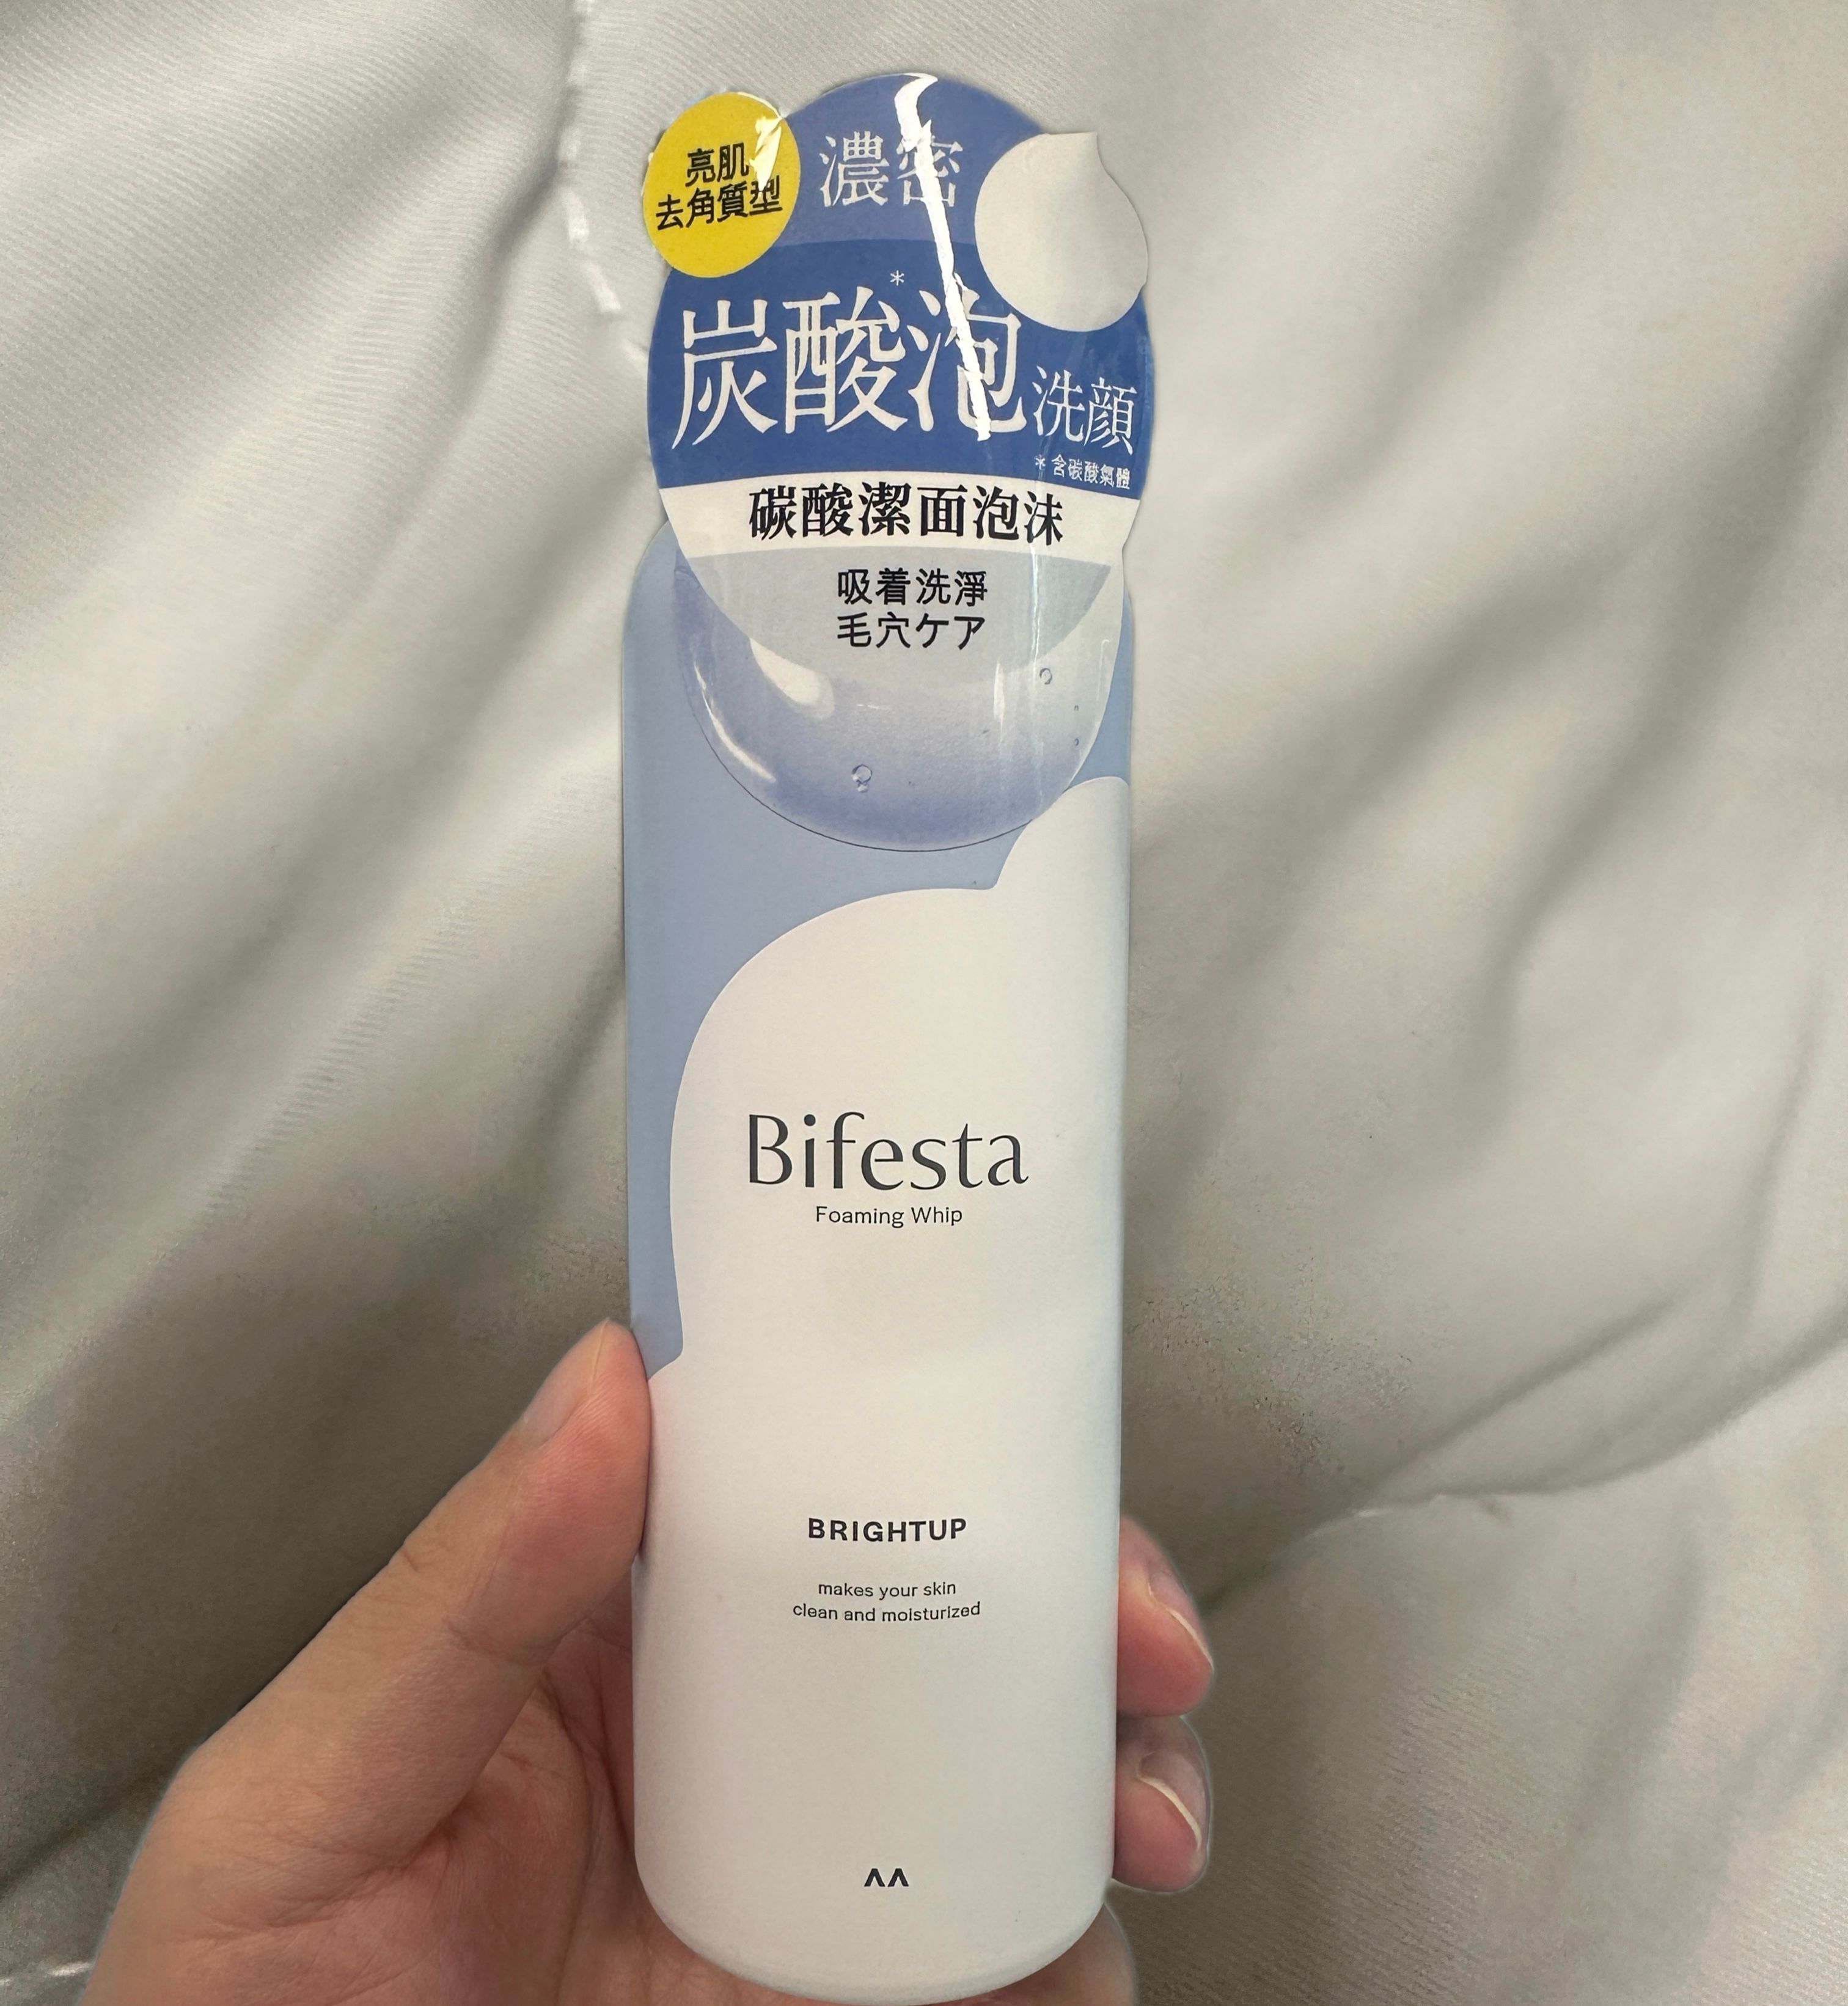 亮肌
去角質型
濃密
炭酸泡洗顔
*
*含碳酸氣體
碳酸潔面泡沫
吸着洗淨
毛穴ケア
Bifesta
Foaming Whip
BRIGHTUP
makes your skin
clean and moisturized